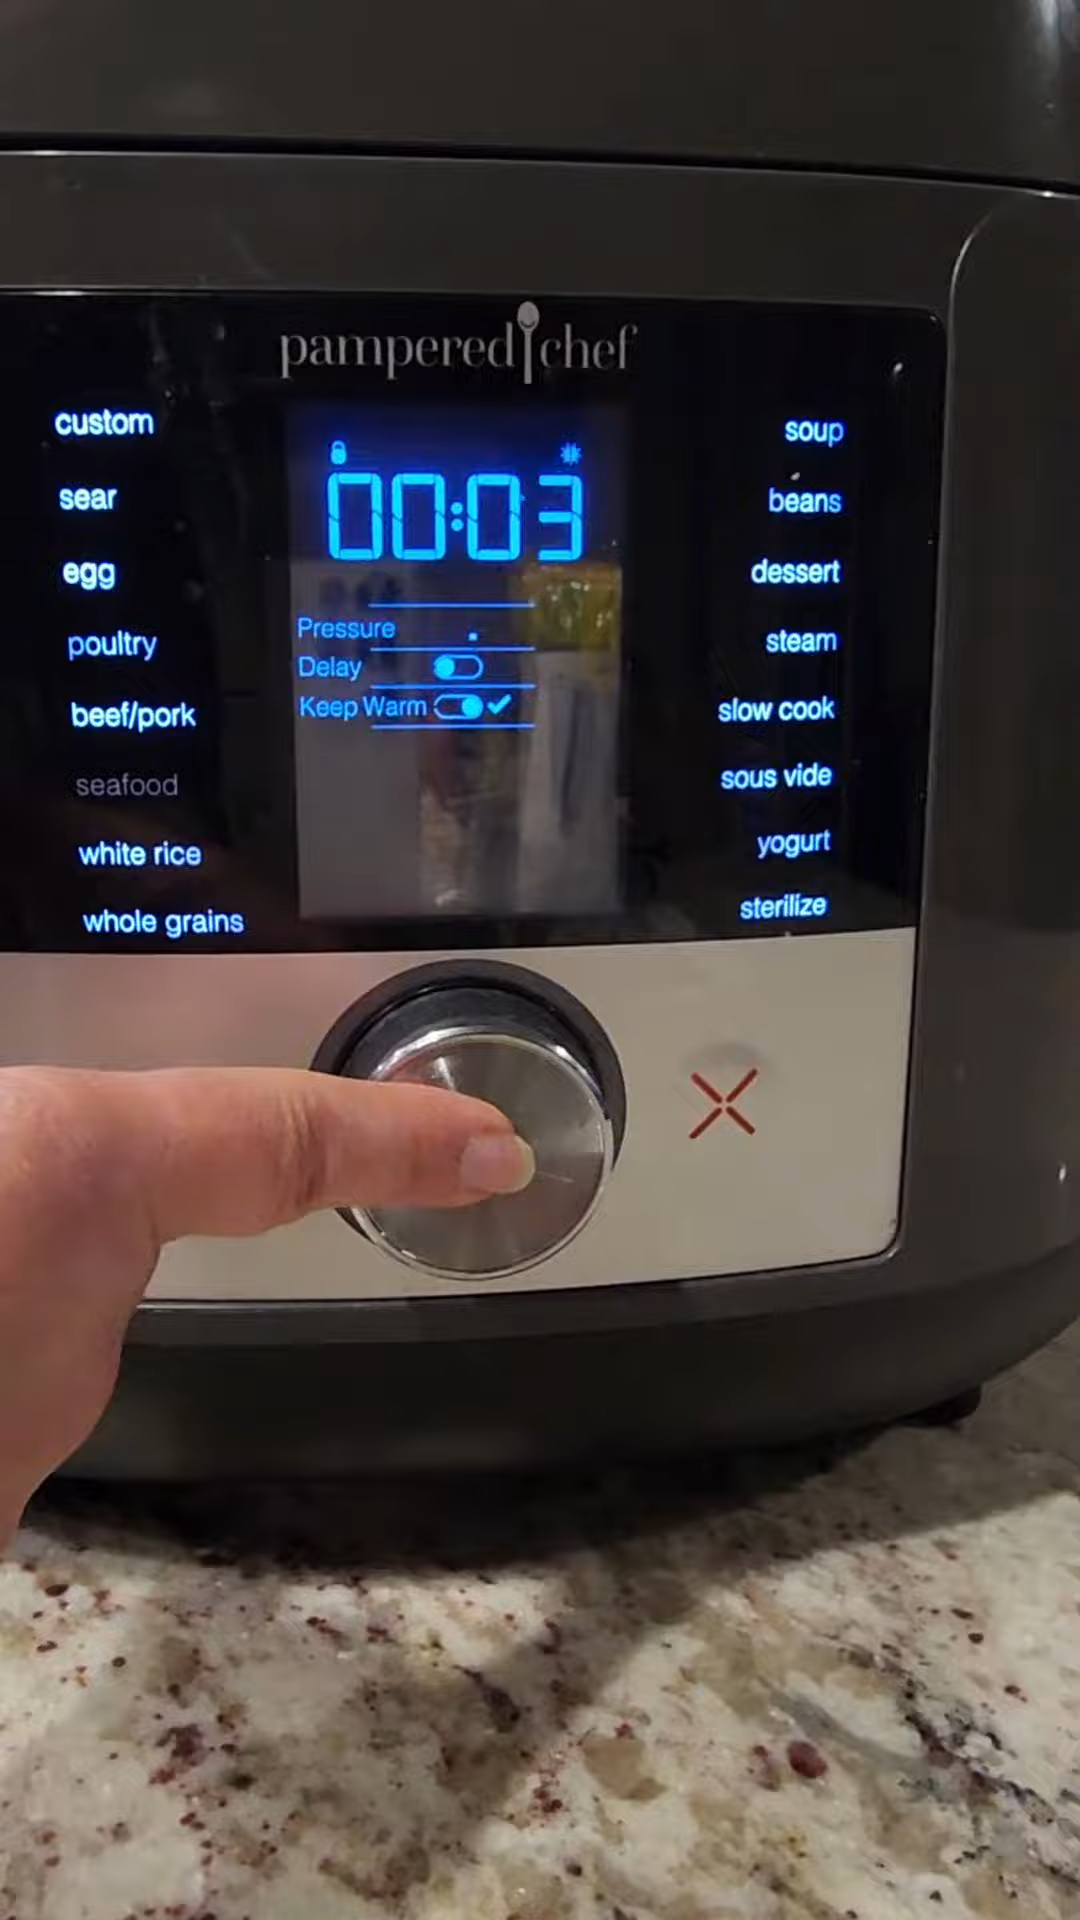 pampered chef
custom
sear
egg
poultry
beef/pork
seafood
white rice
whole grains
00:03
Pressure
Delay
Keep Warm
soup
beans
dessert
steam
slow cook
sous vide
yogurt
sterilize